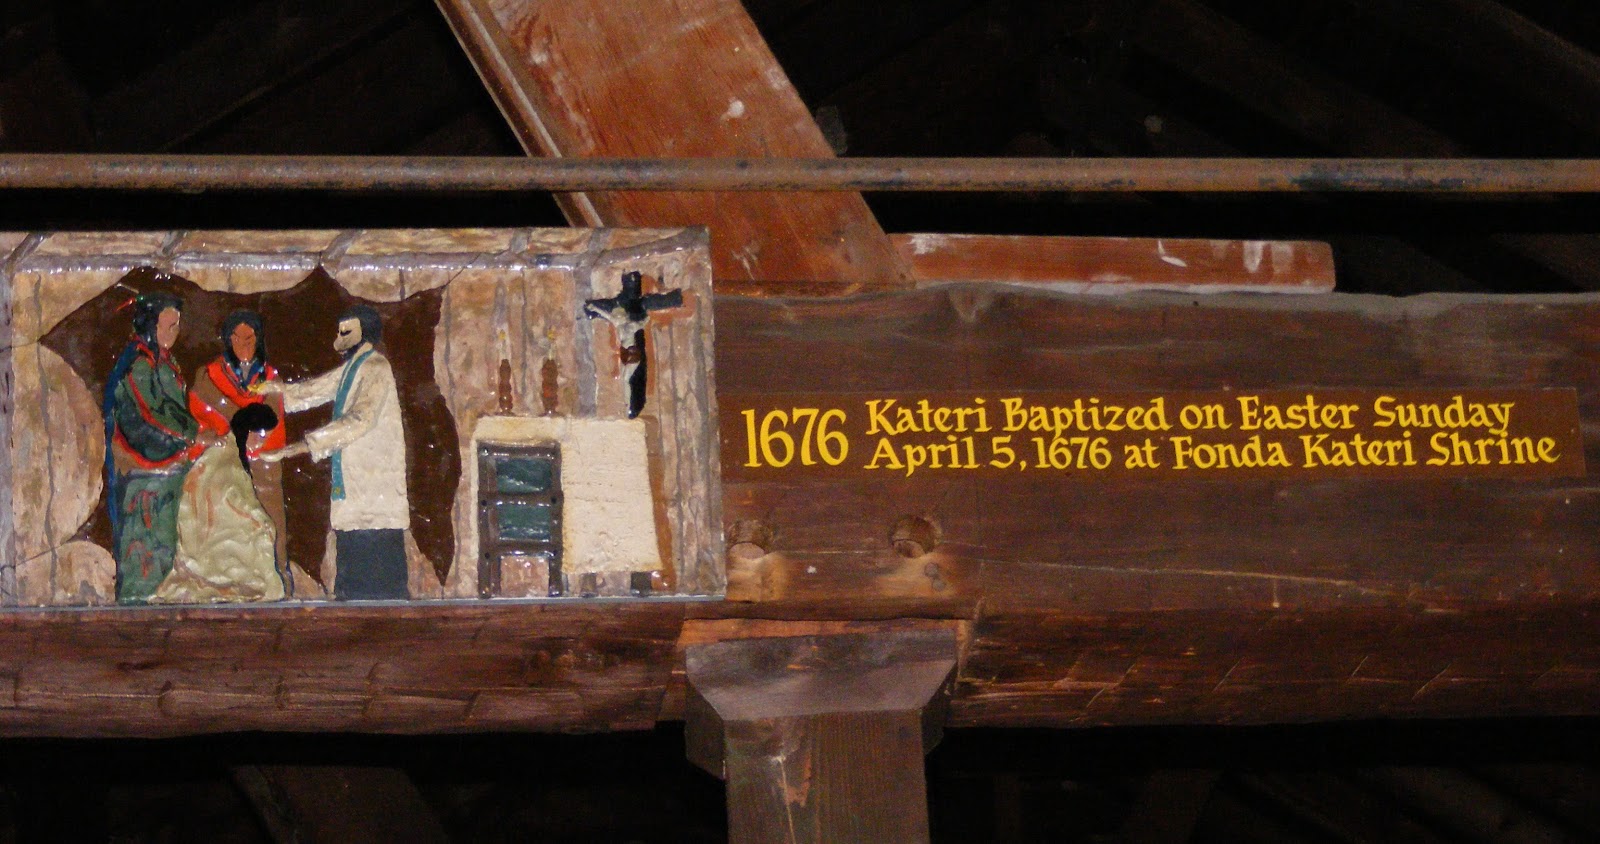 1676
Kateri Baptized on Easter Sunday
April 5, 1676 at Fonda Kateri Shrine